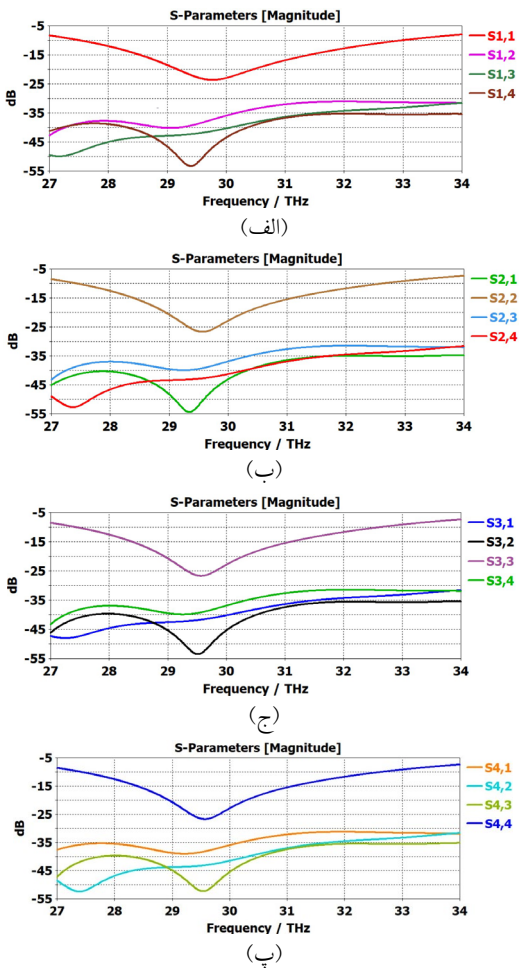 S-Parameters [Magnitude]
-5
-15
-25
-35
-45
-55
dB
27 28 29 30 31 32 33 34
Frequency / THz
S1,1
S1,2
S1,3
S1,4
(الف)
S-Parameters [Magnitude]
-5
-15
-25
-35
-45
-55
dB
27 28 29 30 31 32 33 34
Frequency / THz
S2,1
S2,2
S2,3
S2,4
(ب)
S-Parameters [Magnitude]
-5
-15
-25
-35
-45
-55
dB
27 28 29 30 31 32 33 34
Frequency / THz
S3,1
S3,2
S3,3
S3,4
(ج)
S-Parameters [Magnitude]
-5
-15
-25
-35
-45
-55
dB
27 28 29 30 31 32 33 34
Frequency / THz
S4,1
S4,2
S4,3
S4,4
(پ)